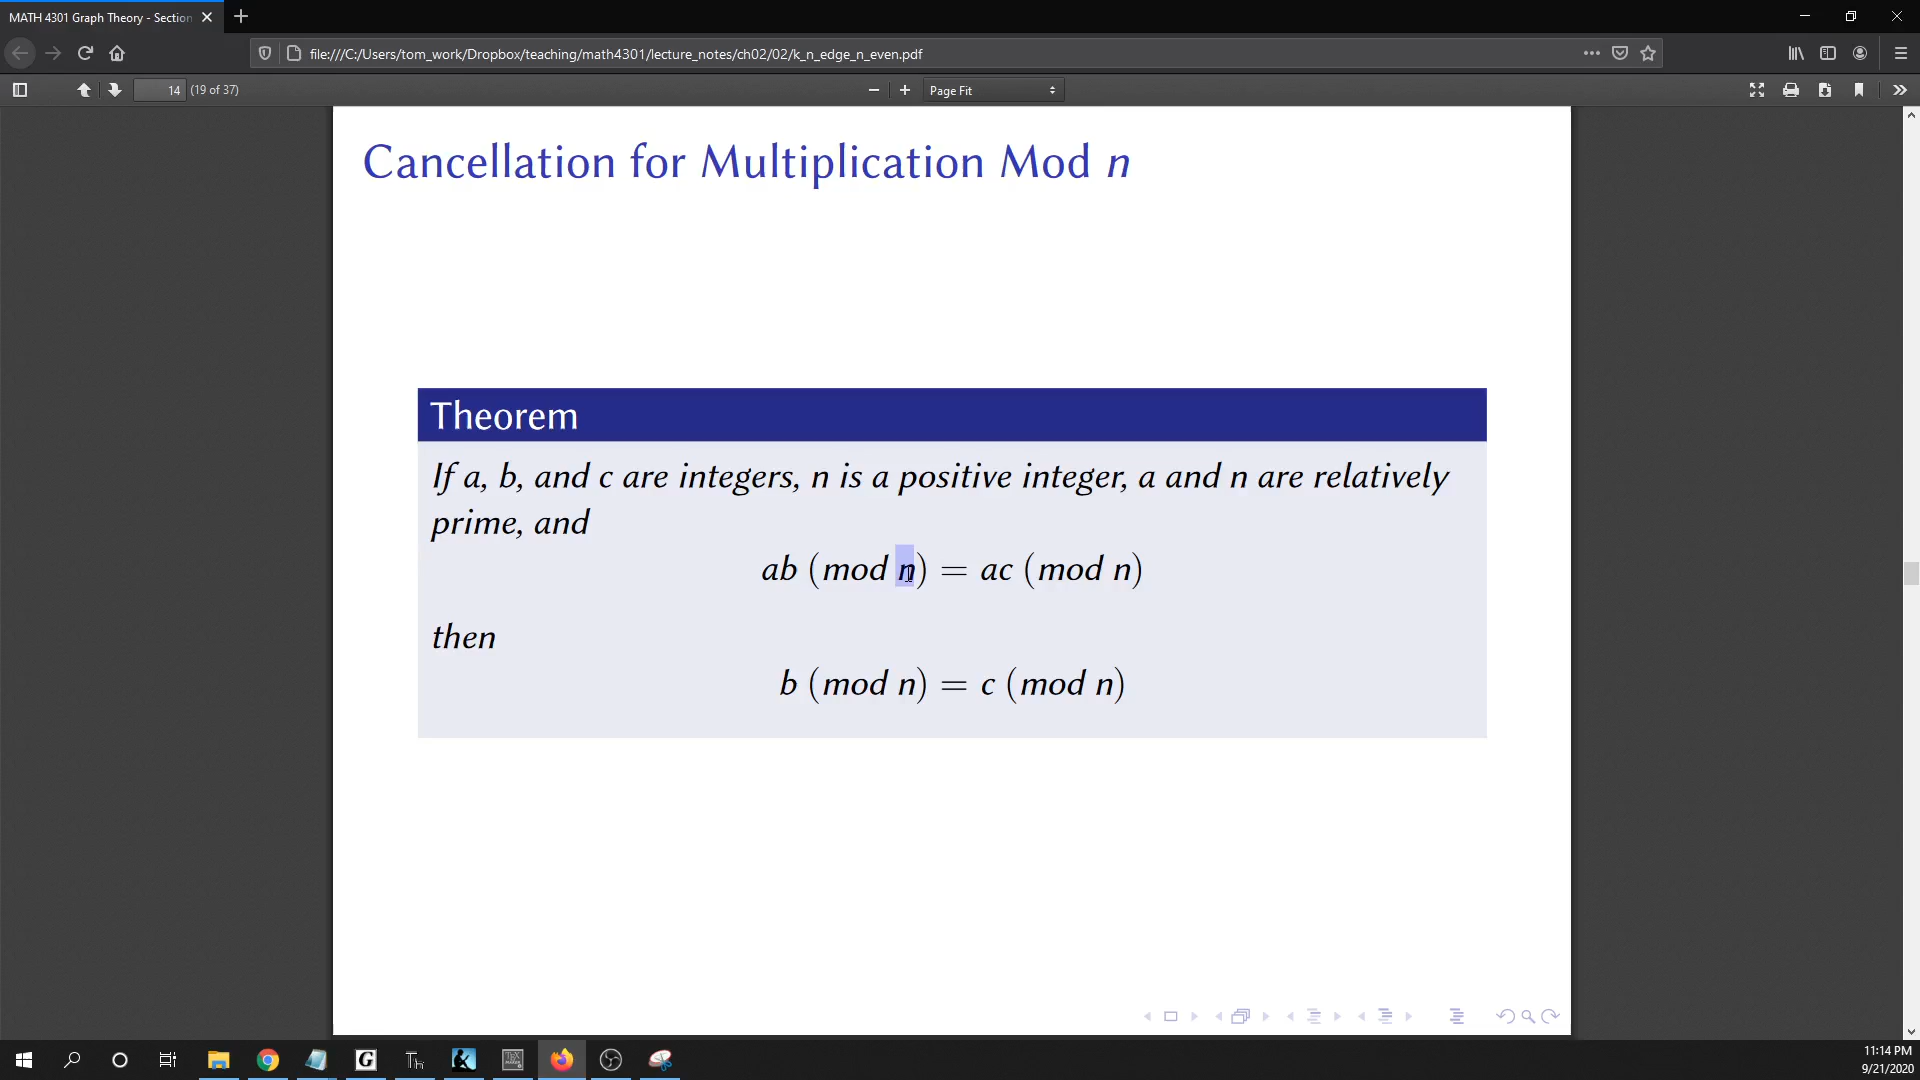 MATH 4301 Graph Theory - Section
file:///C:/Users/tom_work/Dropbox/teaching/math4301/lecture_notes/ch02/02/k_n_edge_n_even.pdf
14 (19 of 37)
Page Fit
Cancellation for Multiplication Mod n
Theorem
If a, b, and c are integers, n is a positive integer, a and n are relatively
prime, and
ab (mod n) = ac (mod n)
then
b (mod n) = c (mod n)
11:14 PM
9/21/2020